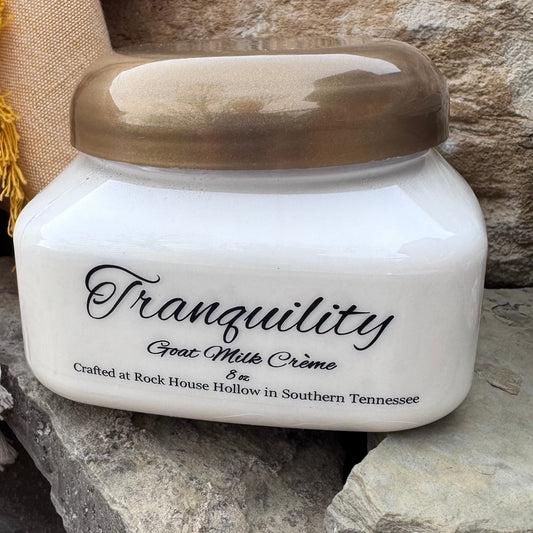 Tranquility
Goat Milk Crème
8 oz
Crafted at Rock House Hollow in Southern Tennessee